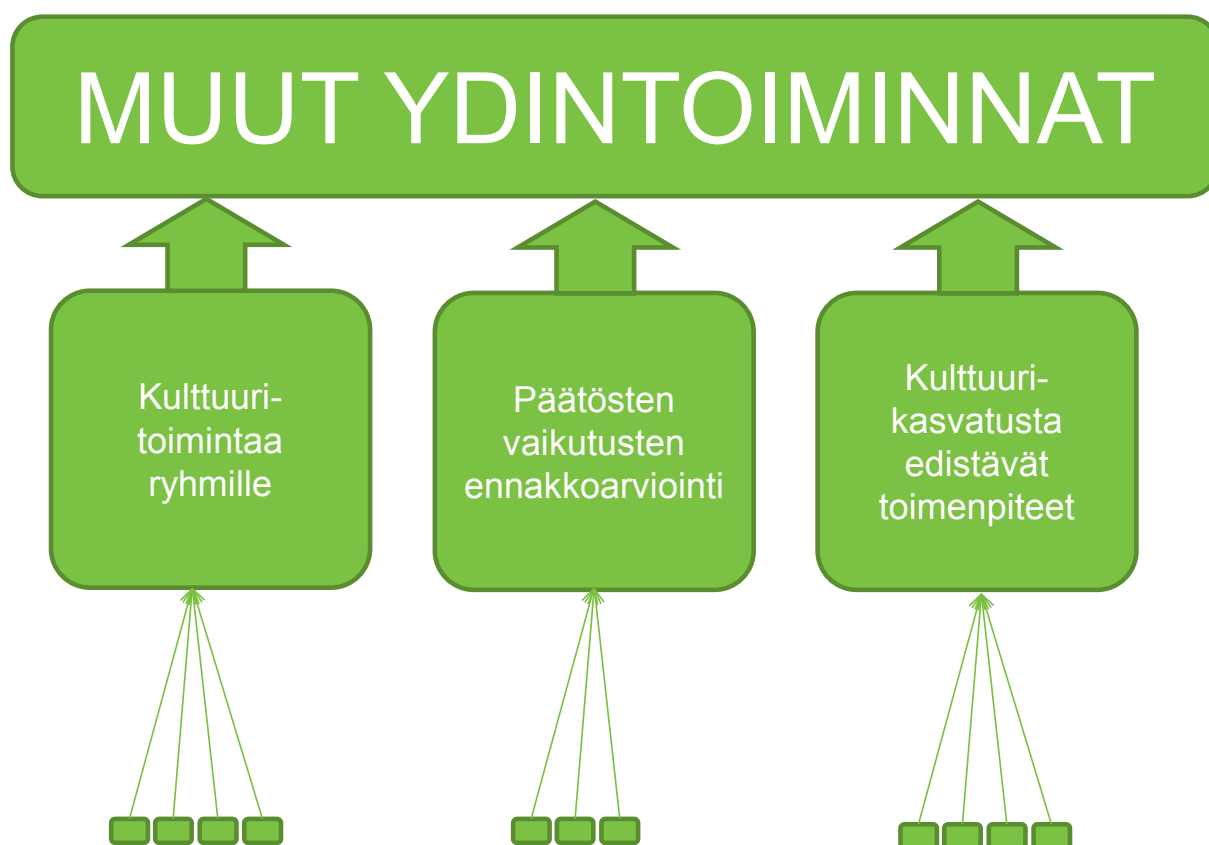 MUUT YDINTOIMINNAT
Kulttuuri-
toimintaa
ryhmille
Päätösten
vaikutusten
ennakkoarviointi
Kulttuuri-
kasvatusta
edistävät
toimenpiteet